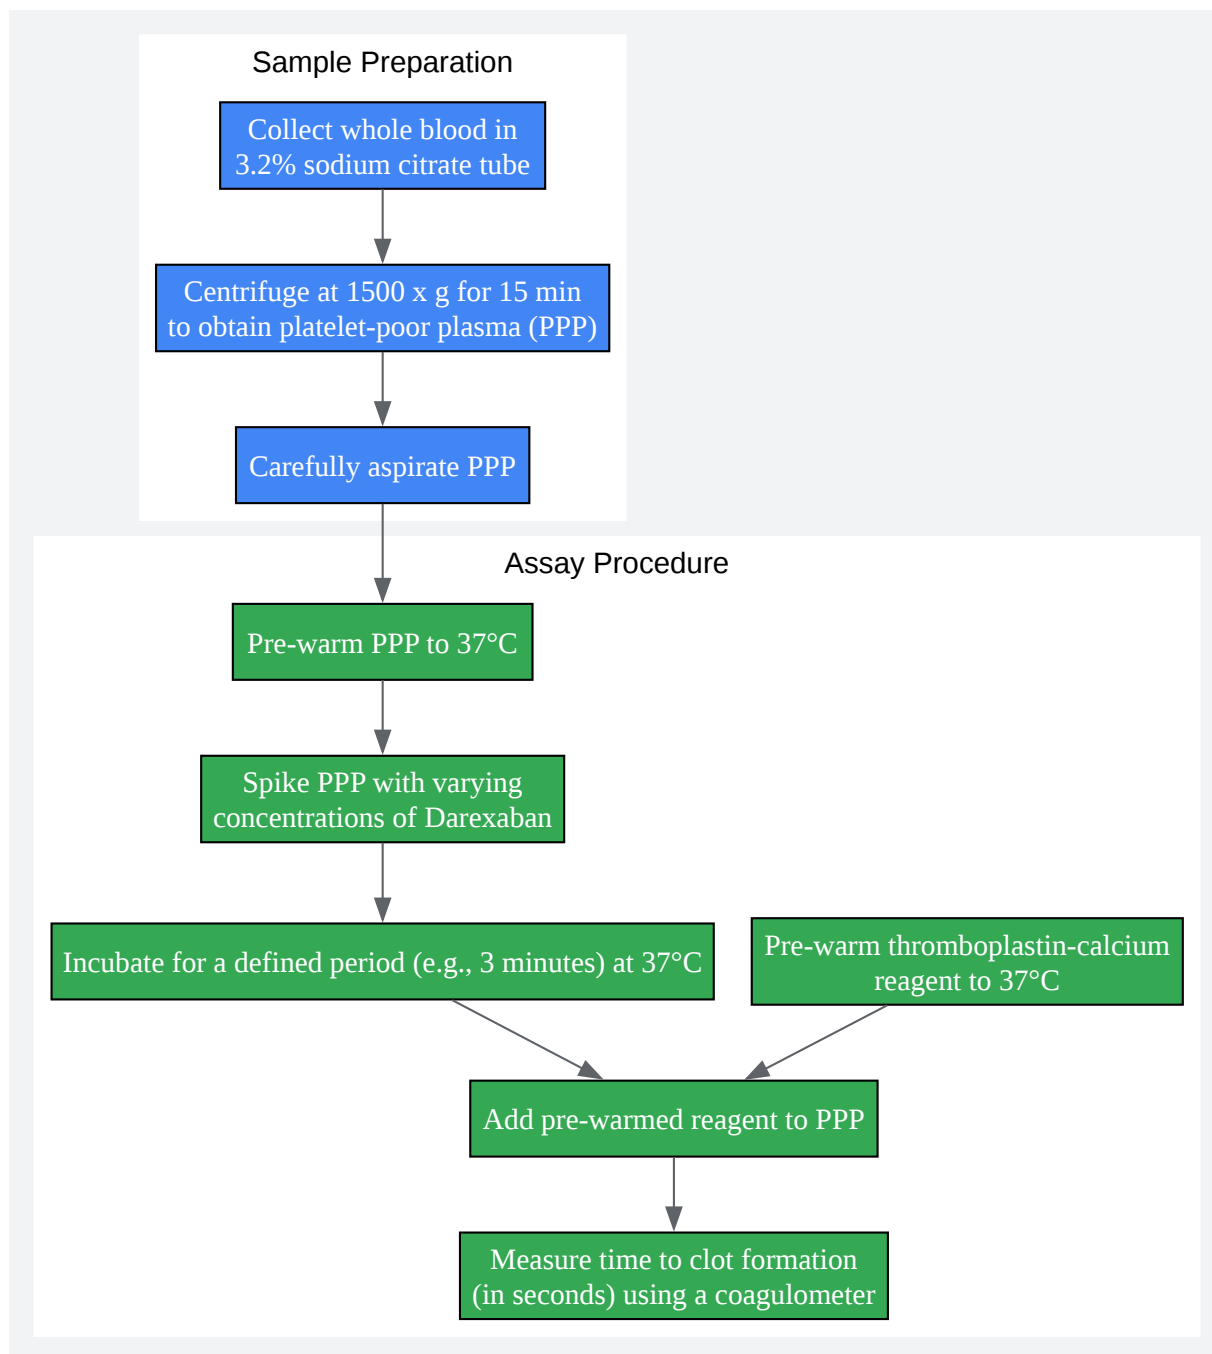 Sample Preparation
Collect whole blood in
3.2% sodium citrate tube
Centrifuge at 1500 x g for 15 min
to obtain platelet-poor plasma (PPP)
Carefully aspirate PPP
Assay Procedure
Pre-warm PPP to 37°C
Spike PPP with varying
concentrations of Darexaban
Incubate for a defined period (e.g., 3 minutes) at 37°C
Pre-warm thromboplastin-calcium
reagent to 37°C
Add pre-warmed reagent to PPP
Measure time to clot formation
(in seconds) using a coagulometer